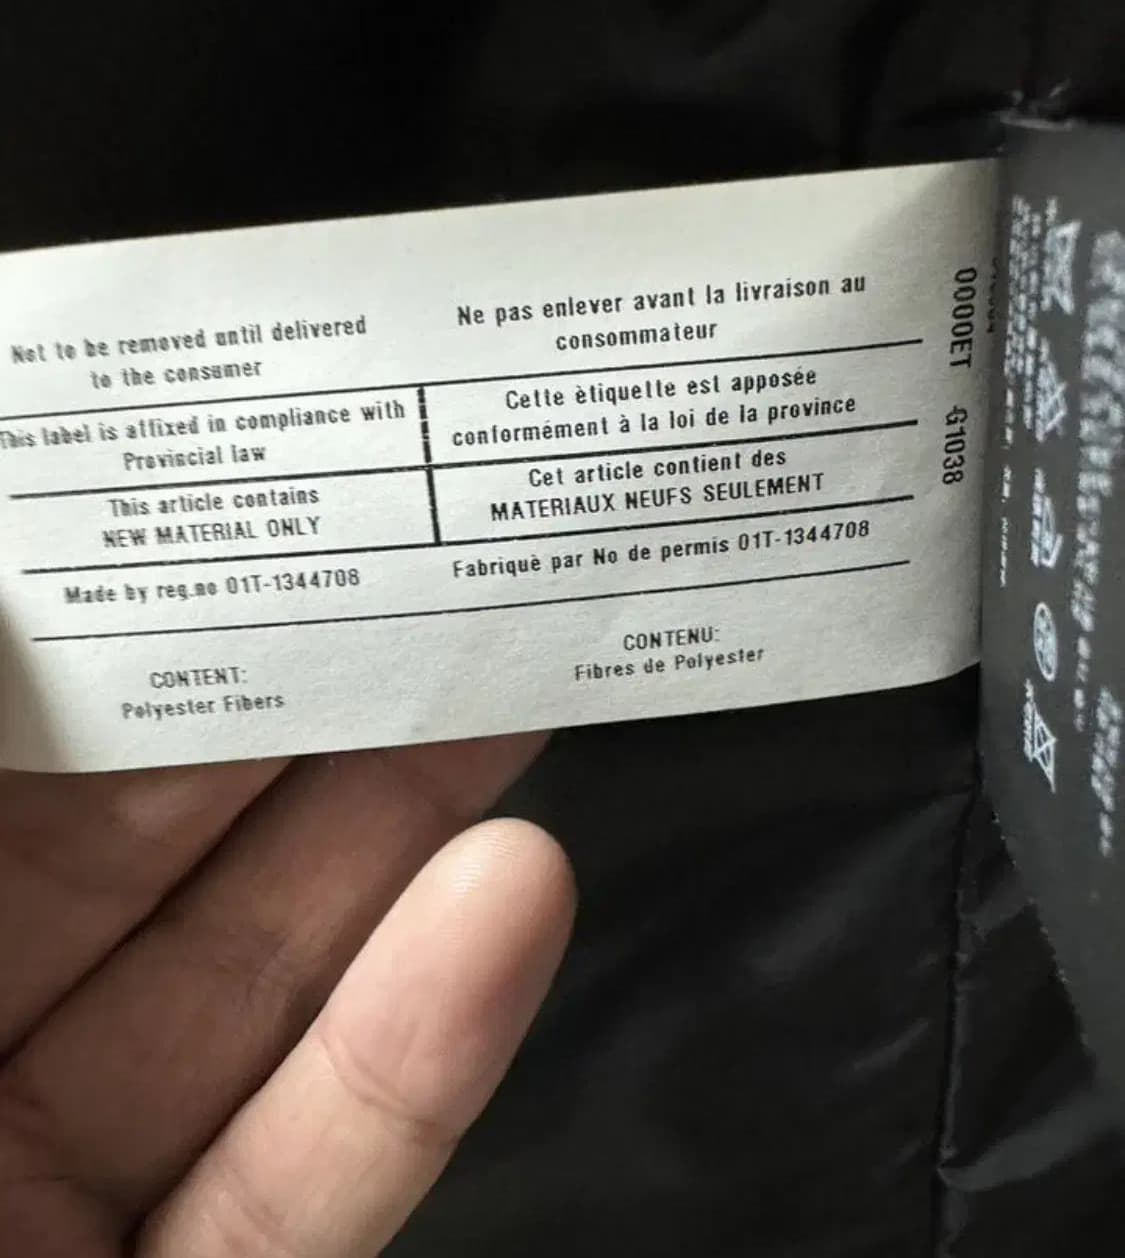 Not to be removed until delivered
to the consumer
Ne pas enlever avant la livraison au
consommateur
This label is affixed in compliance with
Provincial law
Cette ètiquette est apposée
conformément à la loi de la province
This article contains
NEW MATERIAL ONLY
Cet article contient des
MATERIAUX NEUFS SEULEMENT
Made by reg.no 01T-1344708
Fabriquè par No de permis 01T-1344708
CONTENT:
Polyester Fibers
CONTENU:
Fibres de Polyester
0000ET G1038